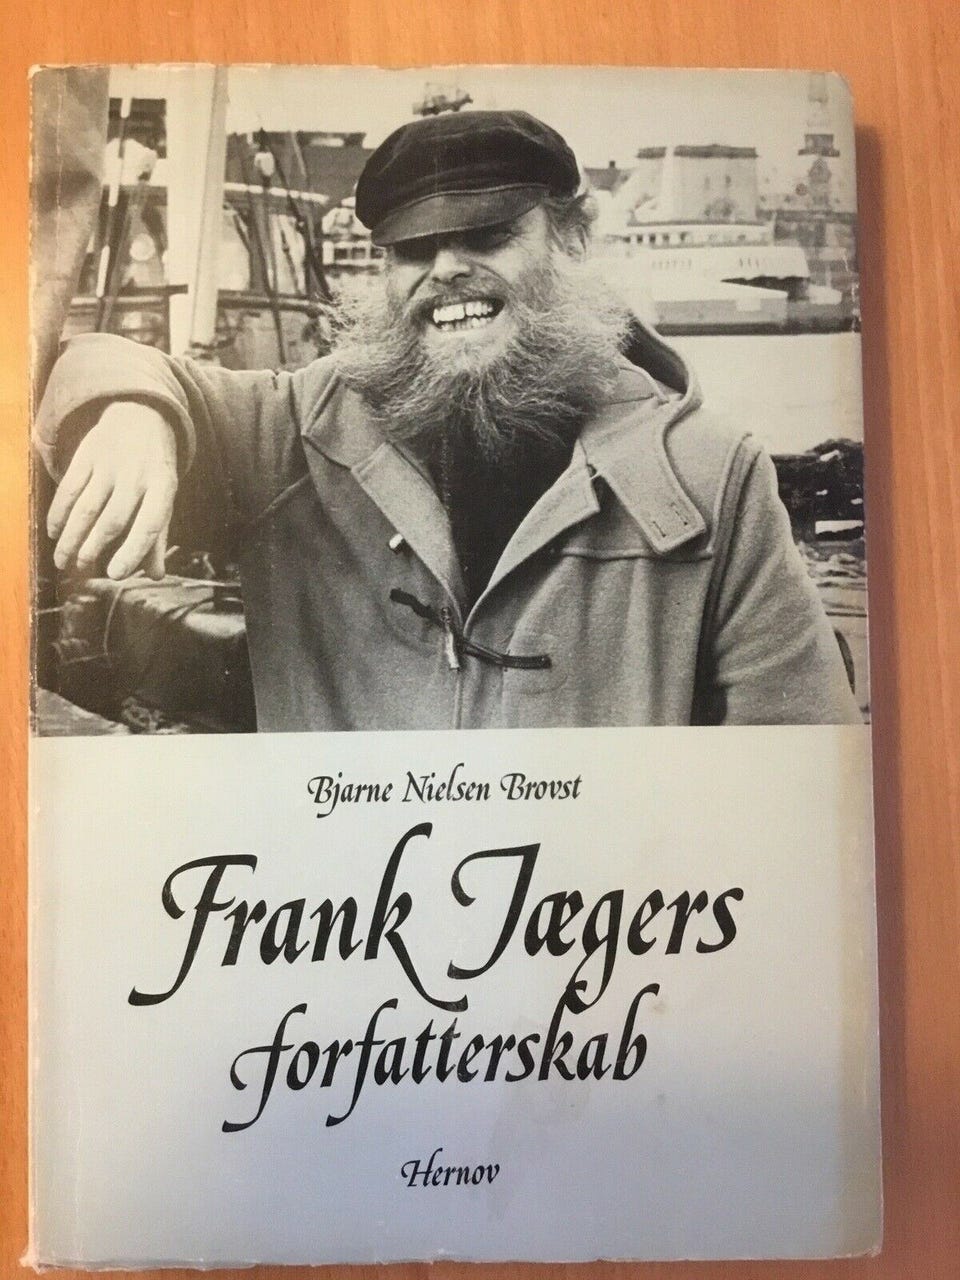 Bjarne Nielsen Brovst
Frank Jægers
forfatterskab
Hernov